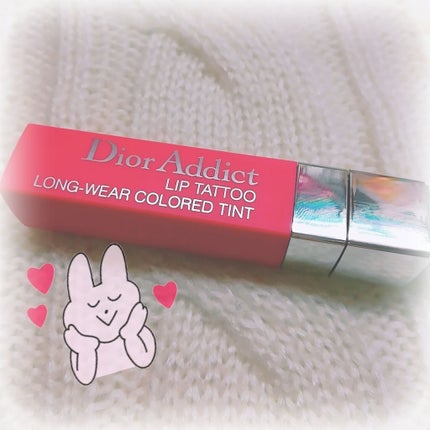 Dior Addict
LIP TATTOO
LONG-WEAR COLORED TINT